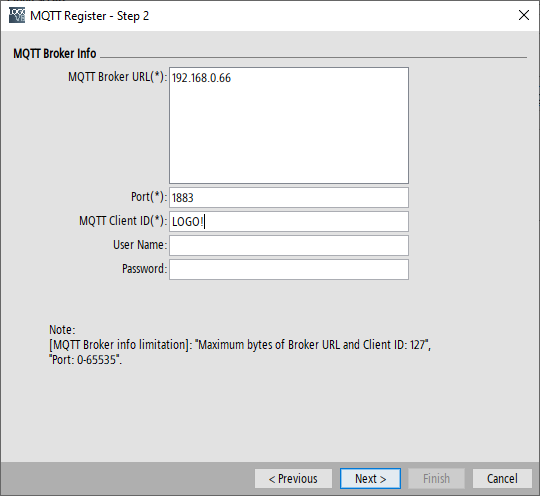 MQTT Register - Step 2
MQTT Broker Info
MQTT Broker URL(*): 192.168.0.66
Port(*): 1883
MQTT Client ID(*): LOGO!
User Name:
Password:
Note:
[MQTT Broker info limitation]: "Maximum bytes of Broker URL and Client ID: 127",
"Port: 0-65535".
< Previous Next > Finish Cancel